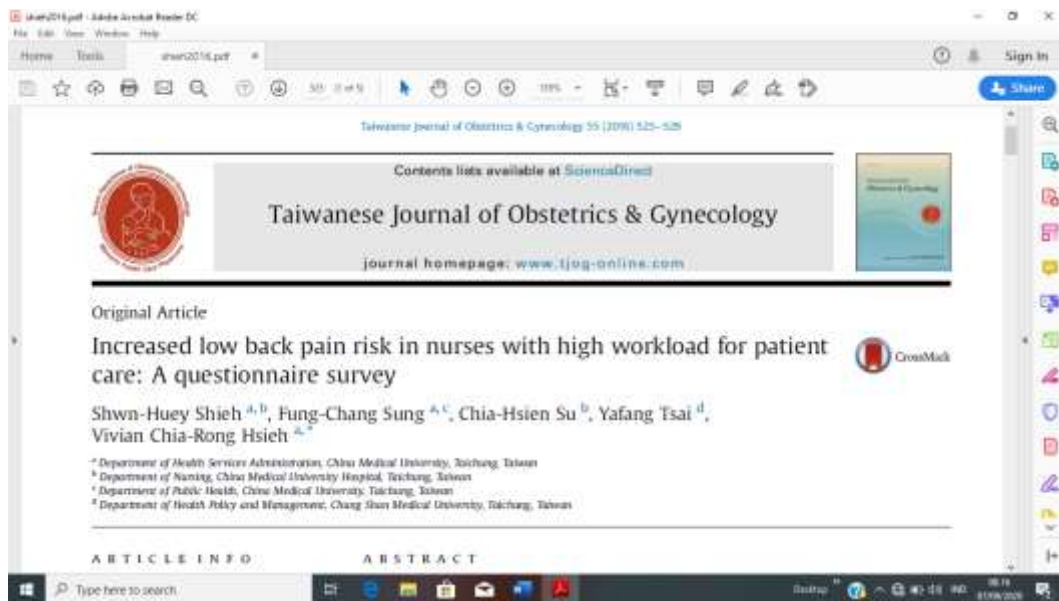 shieh2016.pdf - Adobe Acrobat Reader DC
File Edit View Window Help
Home Tools shieh2016.pdf Sign In
Share
Taiwanese Journal of Obstetrics & Gynecology 55 (2016) 525–529
Contents lists available at ScienceDirect
Taiwanese Journal of Obstetrics & Gynecology
journal homepage: www.tjog-online.com
Original Article
Increased low back pain risk in nurses with high workload for patient
care: A questionnaire survey
CrossMark
Shwn-Huey Shieh a, b, Fung-Chang Sung a, c, Chia-Hsien Su b, Yafang Tsai d,
Vivian Chia-Rong Hsieh a, *
a Department of Health Services Administration, China Medical University, Taichung, Taiwan
b Department of Nursing, China Medical University Hospital, Taichung, Taiwan
c Department of Public Health, China Medical University, Taichung, Taiwan
d Department of Health Policy and Management, Chung Shan Medical University, Taichung, Taiwan
ARTICLE INFO ABSTRACT
Type here to search Desktop IND